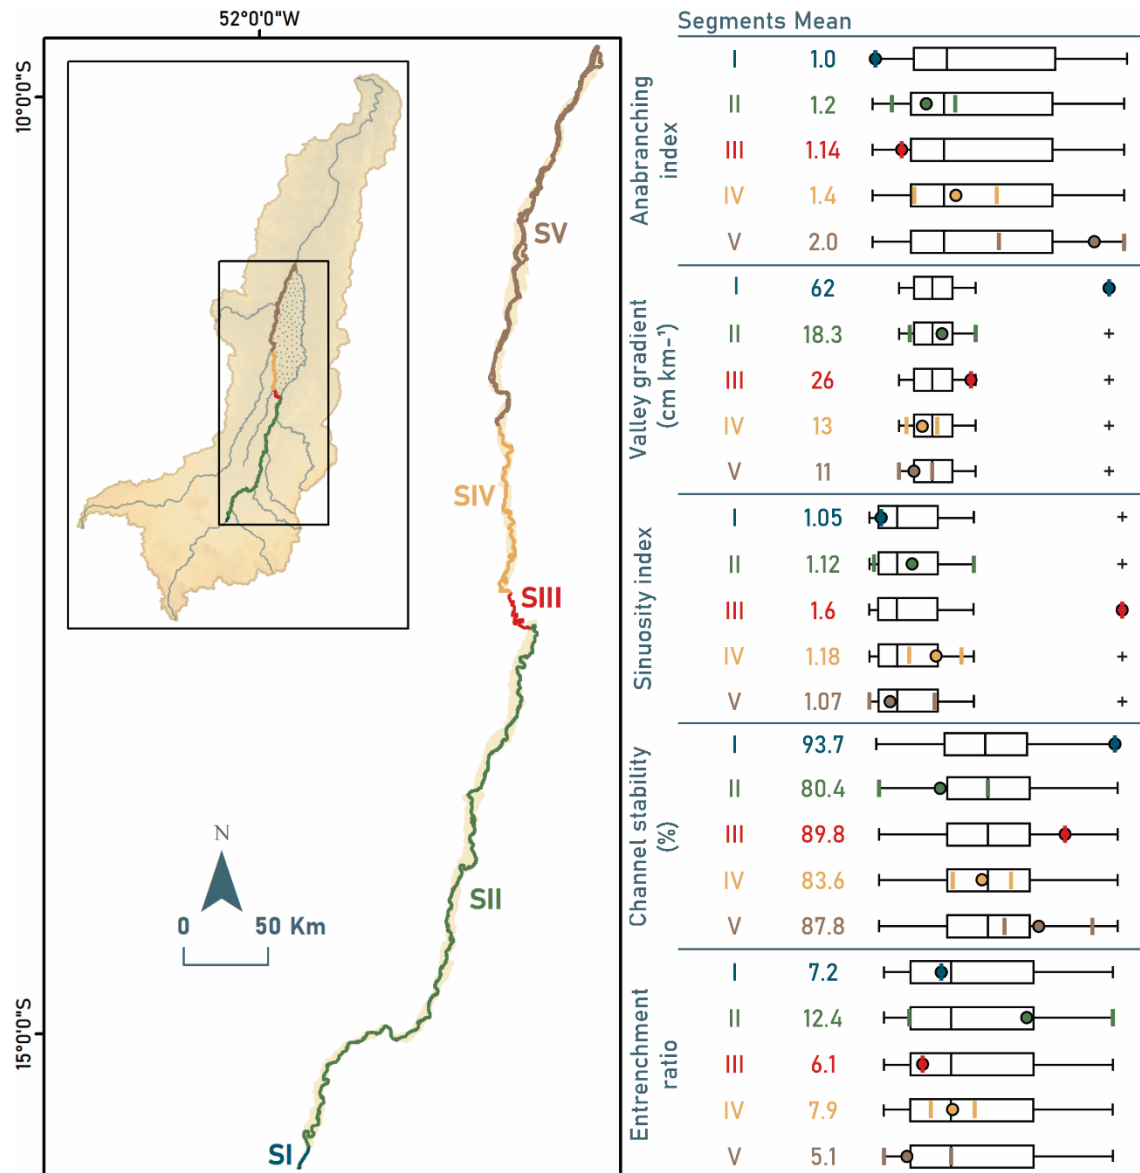 52°0'0"W
10°0'0"S
15°0'0"S
SV
SIV
SIII
SII
SI
N
0 50 Km
Segments Mean
Anabranching
index
I 1.0
II 1.2
III 1.14
IV 1.4
V 2.0
Valley gradient
(cm km-¹)
I 62
II 18.3
III 26
IV 13
V 11
Sinuosity index
I 1.05
II 1.12
III 1.6
IV 1.18
V 1.07
Channel stability
(%)
I 93.7
II 80.4
III 89.8
IV 83.6
V 87.8
Entrenchment
ratio
I 7.2
II 12.4
III 6.1
IV 7.9
V 5.1